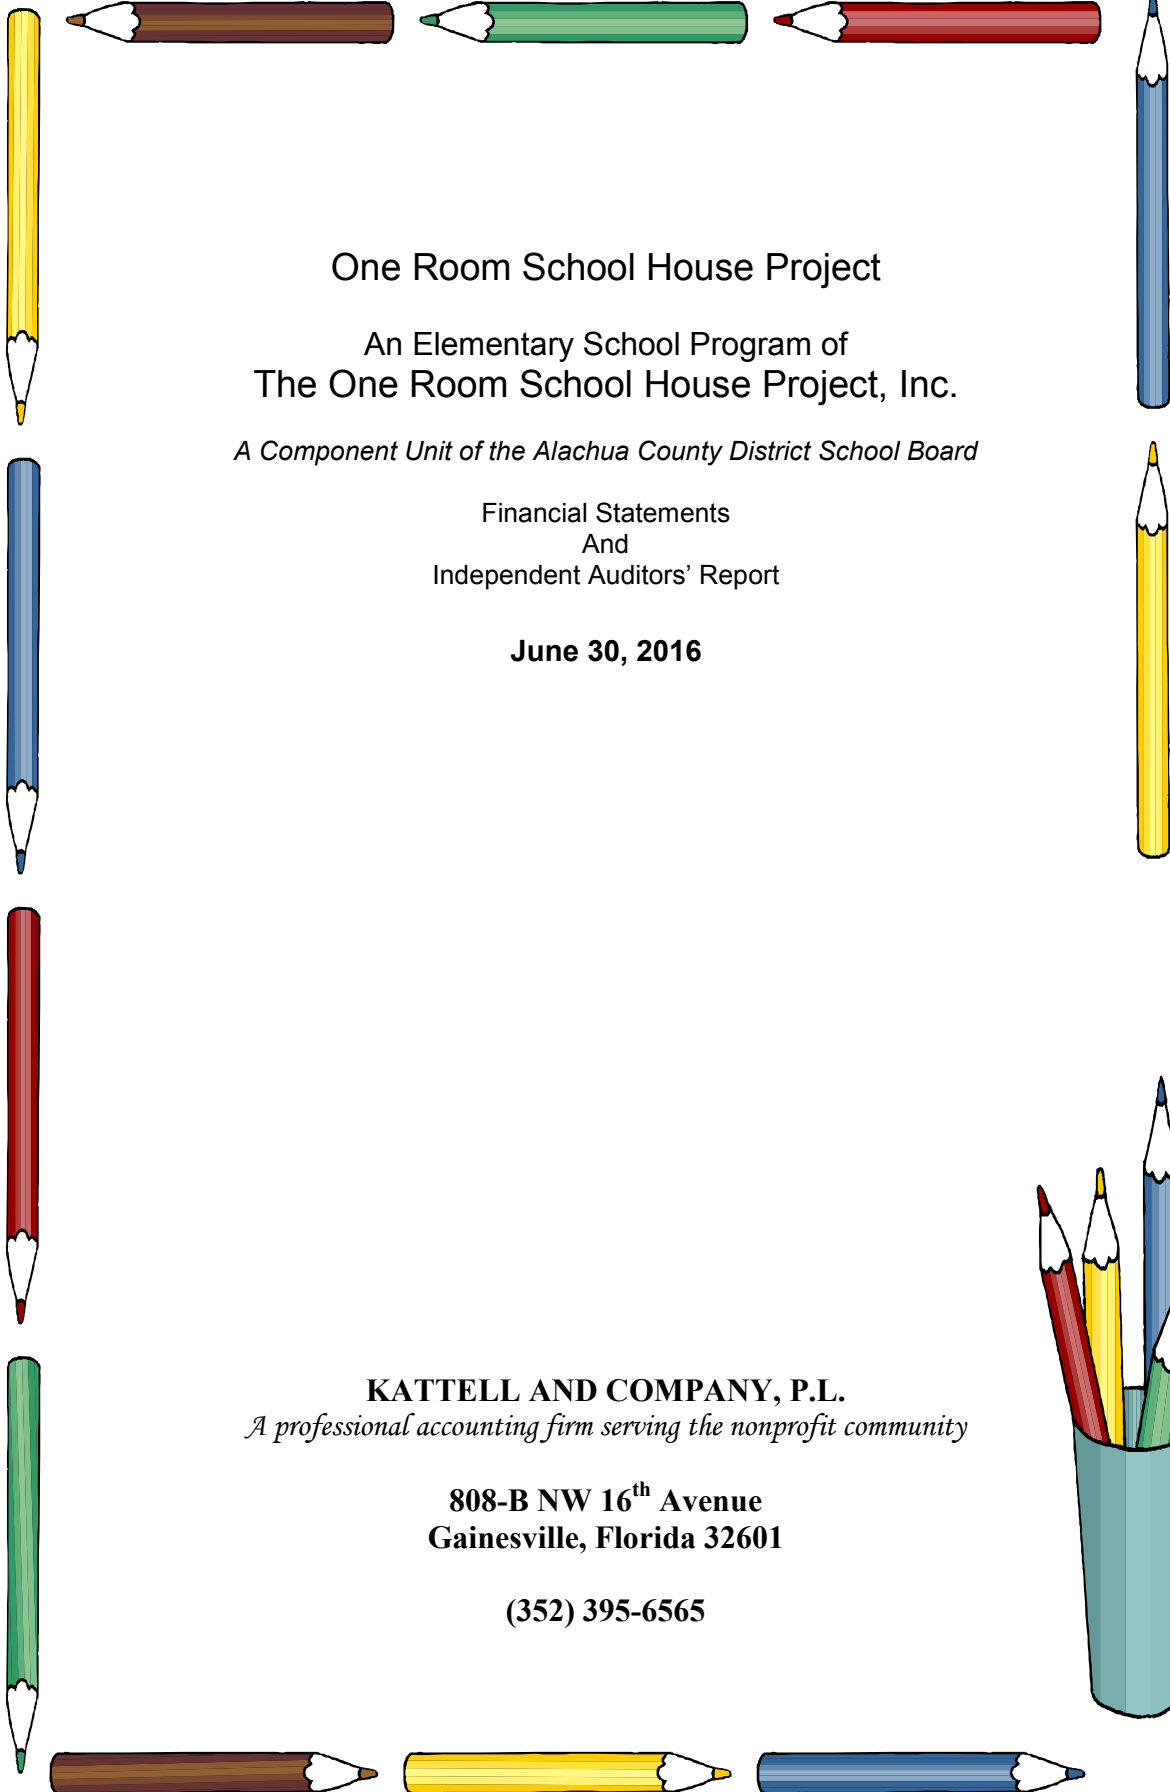 One Room School House Project
An Elementary School Program of
The One Room School House Project, Inc.
A Component Unit of the Alachua County District School Board
Financial Statements
And
Independent Auditors’ Report
June 30, 2016
KATTELL AND COMPANY, P.L.
A professional accounting firm serving the nonprofit community
808-B NW 16th Avenue
Gainesville, Florida 32601
(352) 395-6565